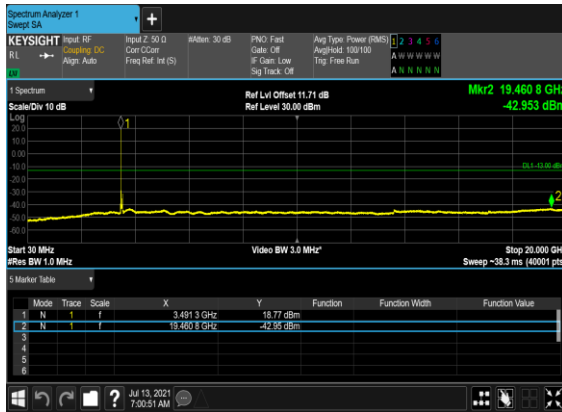 Spectrum Analyzer 1
Swept SA
+
KEYSIGHT Input: RF Input Z: 50 Ω #Atten: 30 dB PNO: Fast Avg Type: Power (RMS) 1 2 3 4 5 6
RL Coupling: DC Corr CCorr Gate: Off Avg|Hold: 100/100 A W W W W W
Align: Auto Freq Ref: Int (S) IF Gain: Low Trig: Free Run
Sig Track: Off A N N N N N
1 Spectrum Ref Lvl Offset 11.71 dB Mkr2 19.460 8 GHz
Scale/Div 10 dB Ref Level 30.00 dBm -42.953 dBm
Log
20.0
10.0
0.00
-10.0
-20.0
-30.0
-40.0
-50.0
-60.0
1
DL1 -13.00 dBm
2
Start 30 MHz Video BW 3.0 MHz* Stop 20.000 GHz
#Res BW 1.0 MHz Sweep ~38.3 ms (40001 pts)
5 Marker Table
Mode Trace Scale X Y Function Function Width Function Value
1 N 1 f 3.491 3 GHz 18.77 dBm
2 N 1 f 19.460 8 GHz -42.95 dBm
3
4
5
6
? Jul 13, 2021
7:00:51 AM